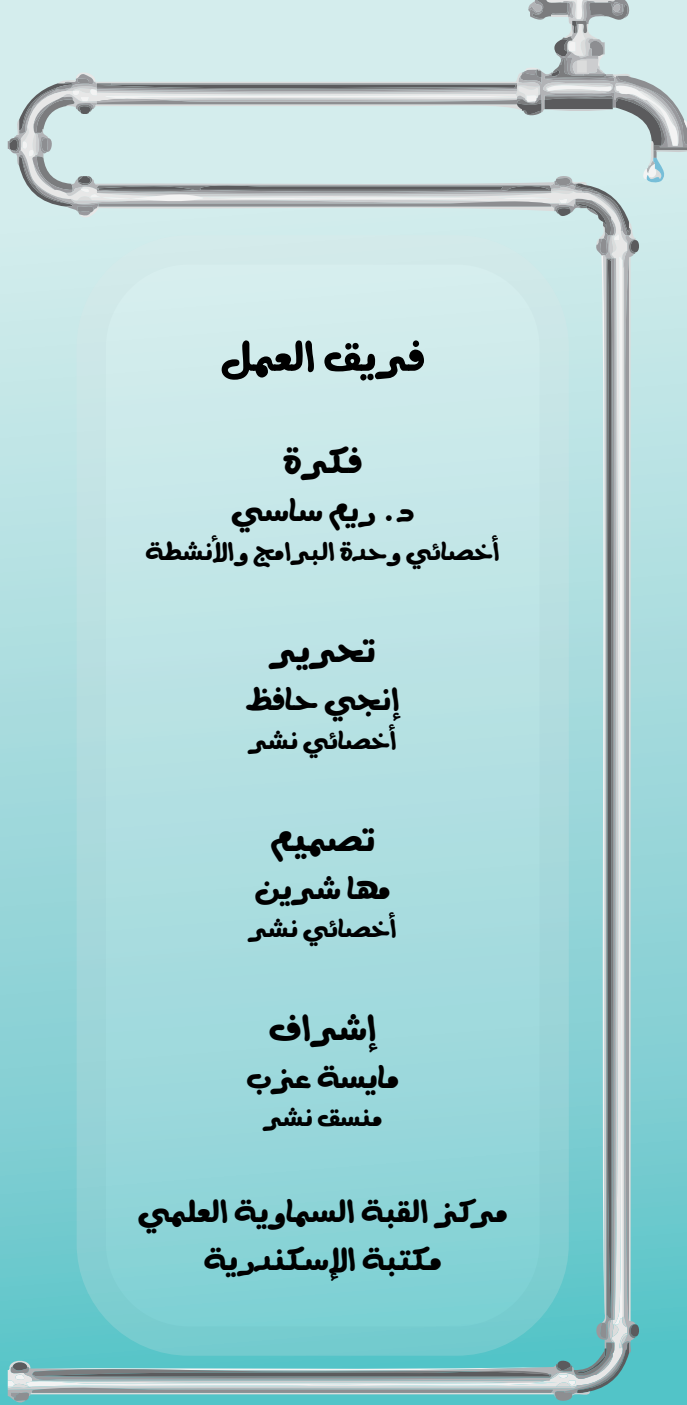 فريق العمل
فكرة
د. ريم ساسي
أخصائي وحدة البرامج والأنشطة
تحرير
إنجي حافظ
أخصائي نشر
تصميم
مها شرين
أخصائي نشر
إشراف
مايسة عزب
منسق نشر
مركز القبة السماوية العلمي
مكتبة الإسكندرية